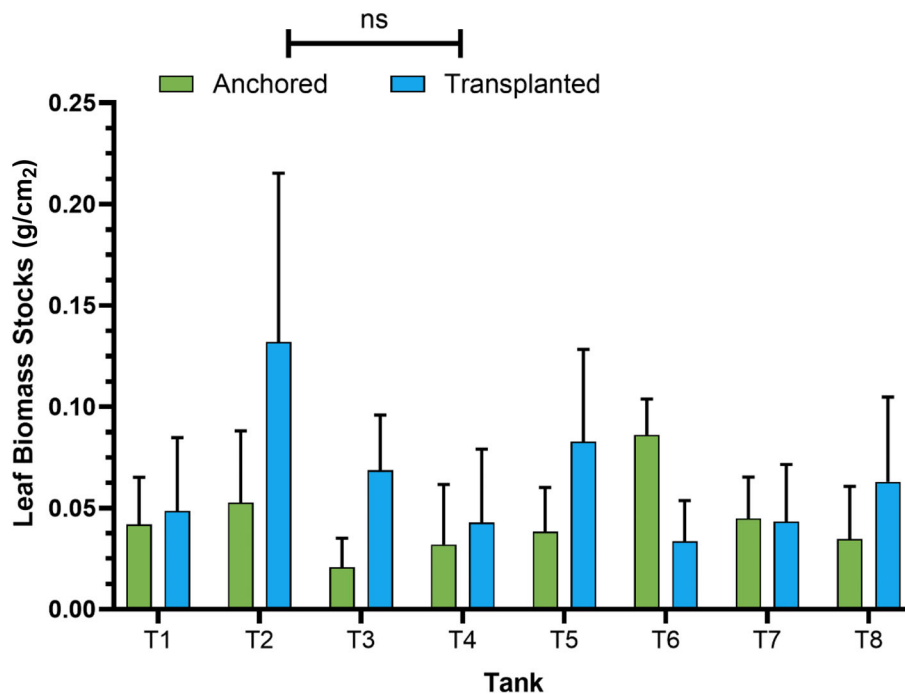 ns
Anchored Transplanted
Leaf Biomass Stocks (g/cm₂)
0.25
0.20
0.15
0.10
0.05
0.00
T1 T2 T3 T4 T5 T6 T7 T8
Tank